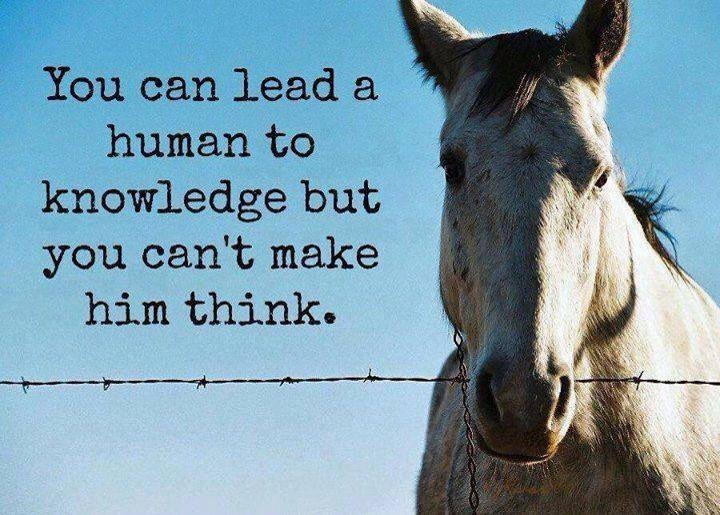 You can lead a
human to
knowledge but
you can't make
him think.